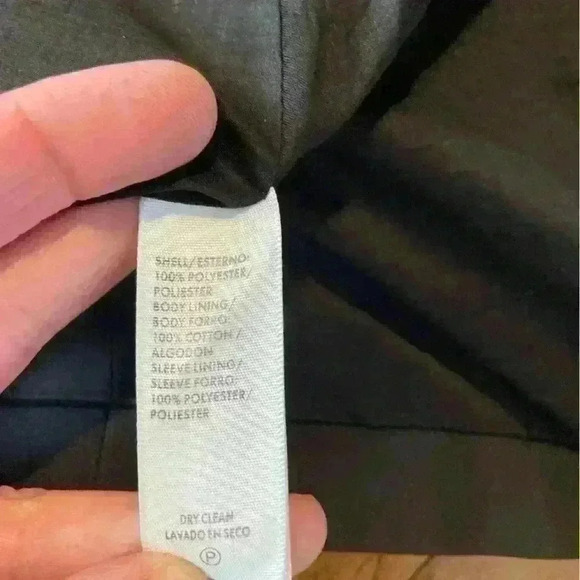 SHELL/ESTERNO:
100% POLYESTER/
POLIESTER
BODY LINING/
BODY FORRO:
100% COTTON/
ALGODON
SLEEVE LINING/
SLEEVE FORRO:
100% POLYESTER/
POLIESTER
DRY CLEAN
LAVADO EN SECO
P